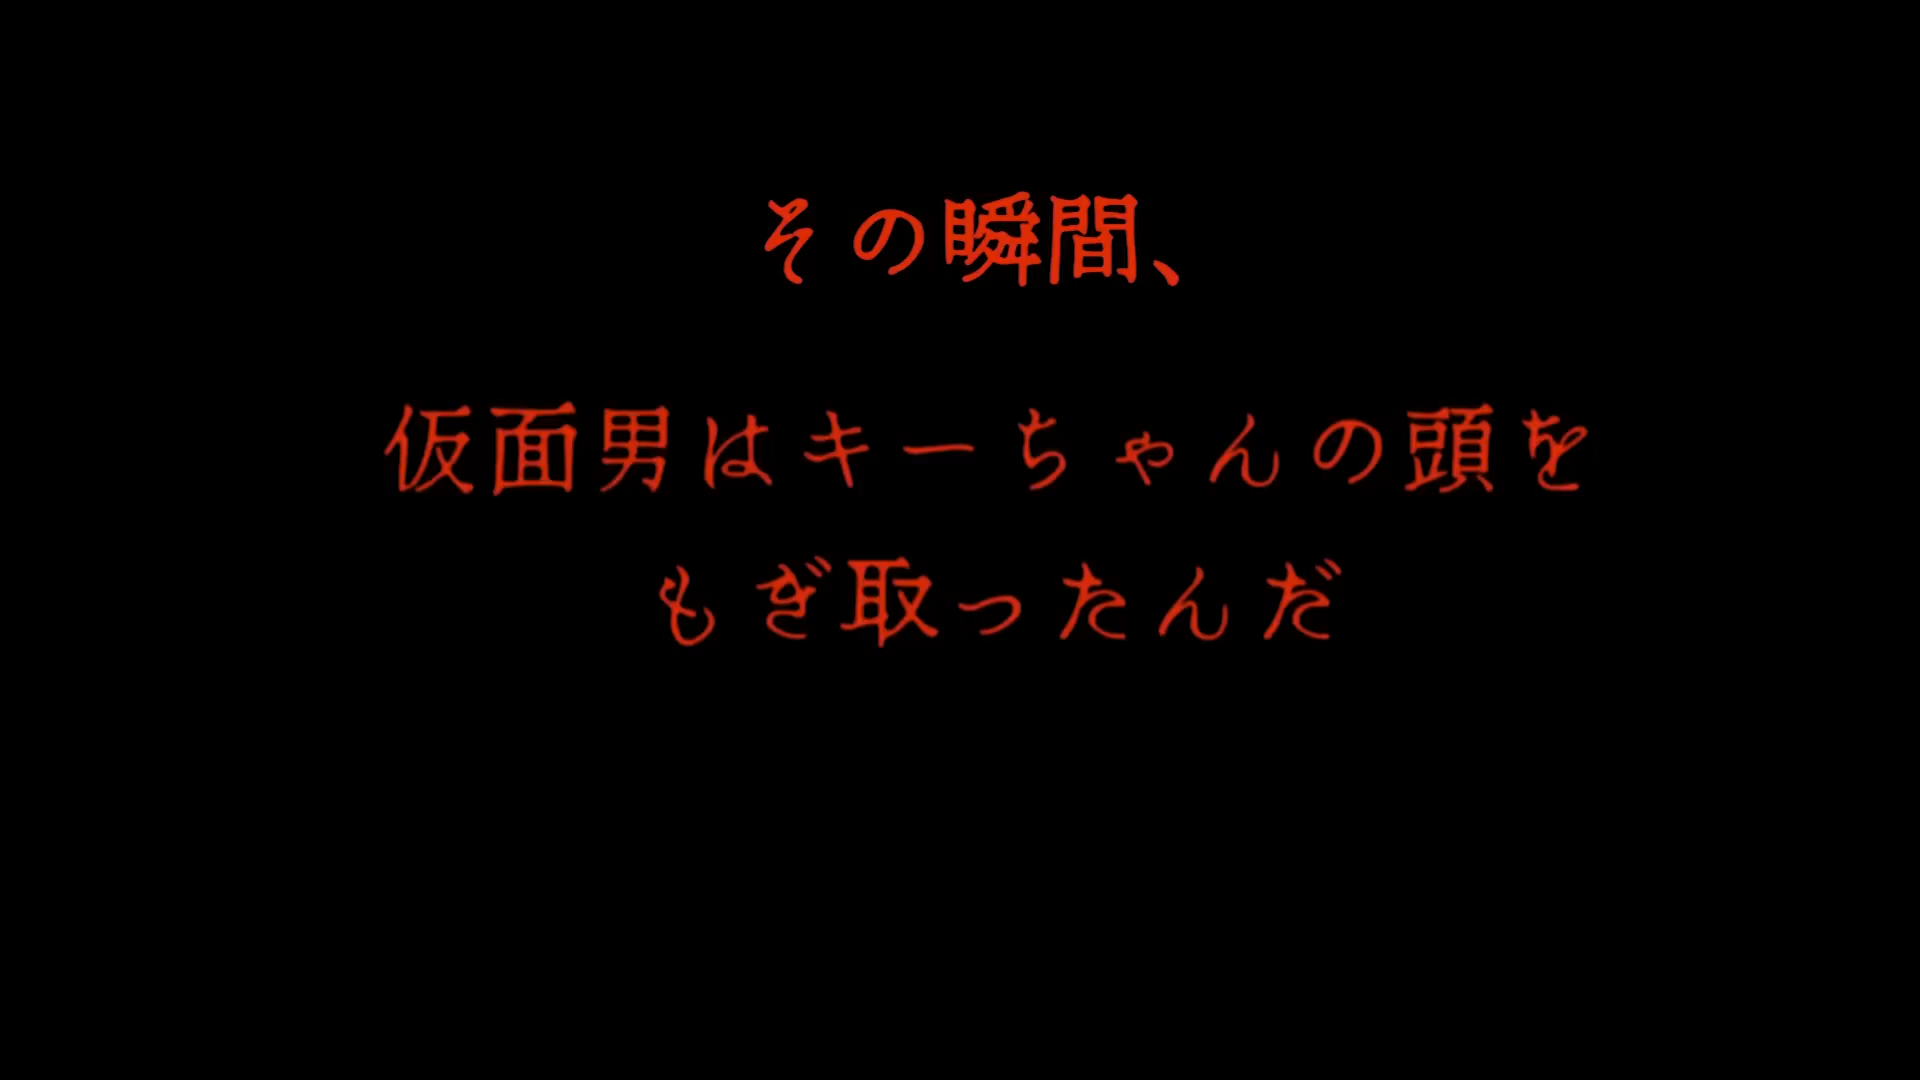 その瞬間、
仮面男はキーちゃんの頭を
もぎ取ったんだ